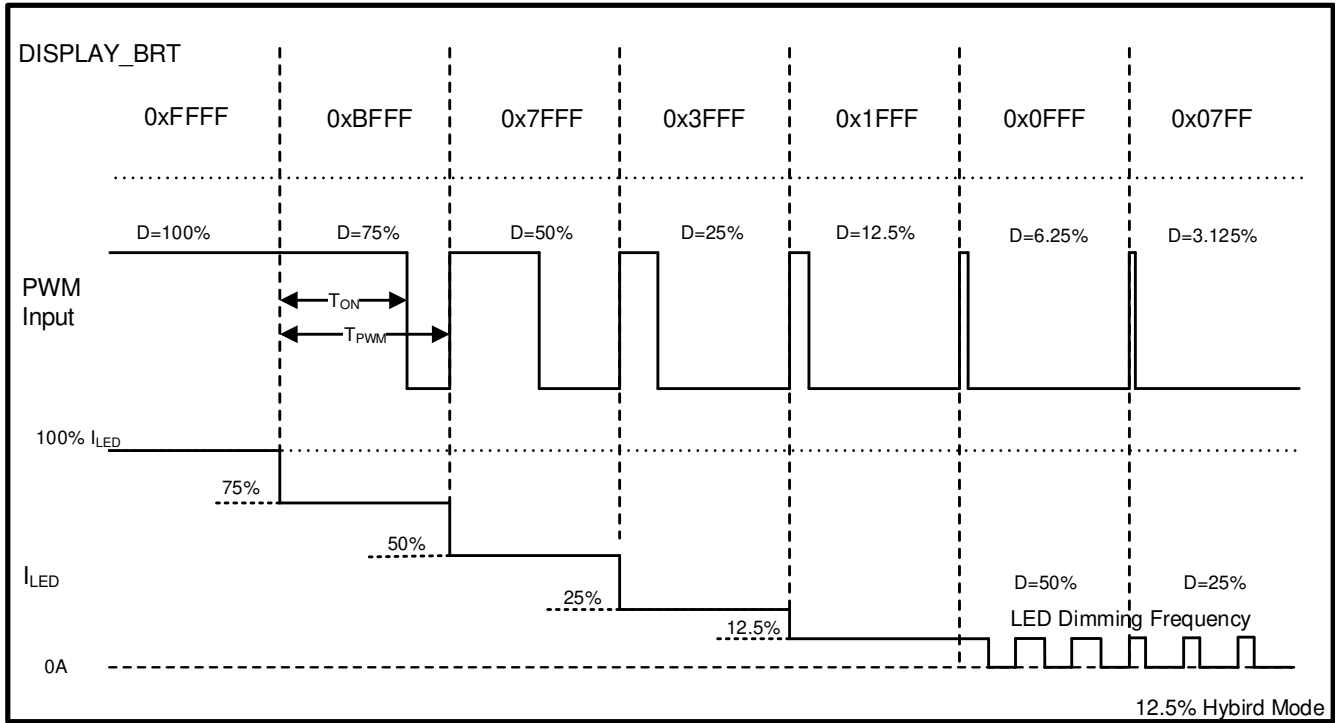 DISPLAY_BRT
0xFFFF 0xBFFF 0x7FFF 0x3FFF 0x1FFF 0x0FFF 0x07FF
D=100% D=75% D=50% D=25% D=12.5% D=6.25% D=3.125%
PWM
Input
TON
TPWM
100% ILED
75%
50%
ILED
25%
12.5%
D=50% D=25%
LED Dimming Frequency
0A
12.5% Hybird Mode